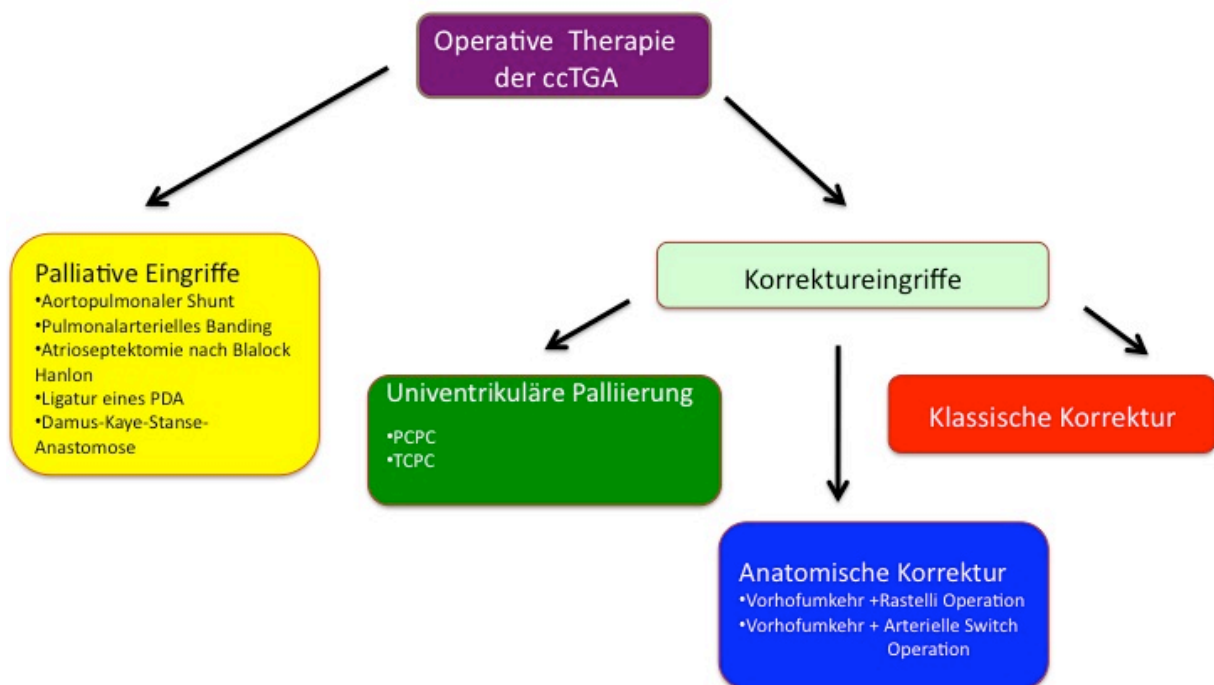 Operative Therapie
der ccTGA
Palliative Eingriffe
•Aortopulmonaler Shunt
•Pulmonalarterielles Banding
•Atrioseptektomie nach Blalock
Hanlon
•Ligatur eines PDA
•Damus-Kaye-Stanse-
Anastomose
Korrektureingriffe
Univentrikuläre Palliierung
•PCPC
•TCPC
Klassische Korrektur
Anatomische Korrektur
•Vorhofumkehr +Rastelli Operation
•Vorhofumkehr + Arterielle Switch
Operation